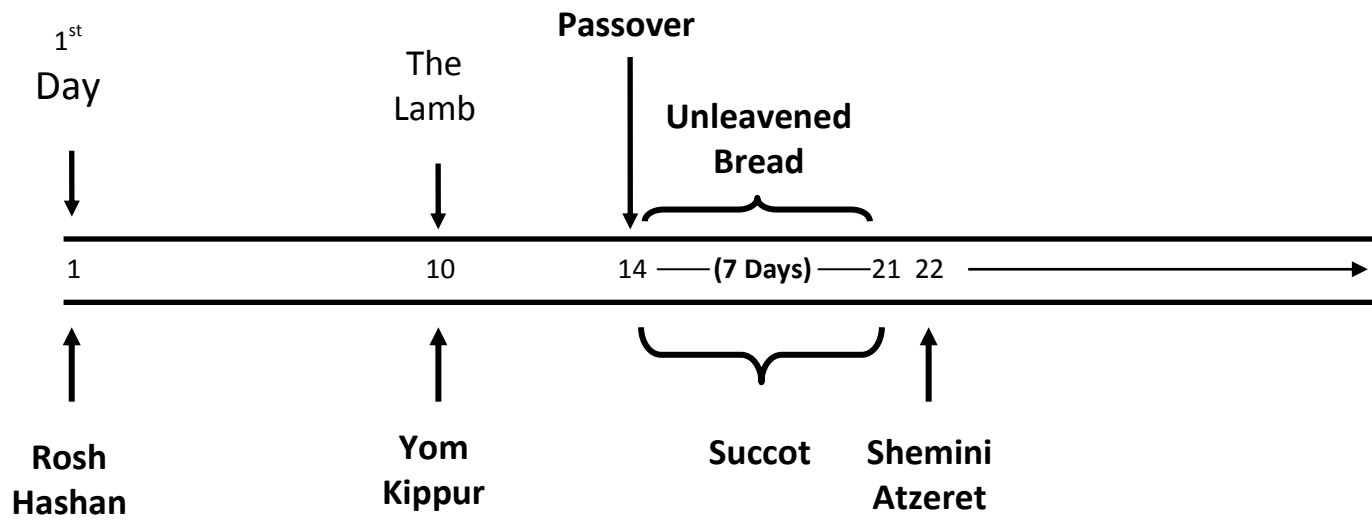 1st
Day
The
Lamb
Passover
Unleavened
Bread
1 10 14 (7 Days) 21 22
Rosh
Hashan
Yom
Kippur
Succot
Shemini
Atzeret